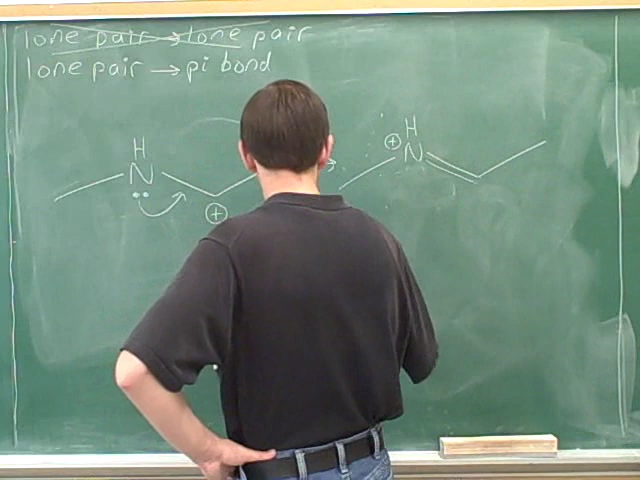 lone pair → lone pair
lone pair → pi bond
H
N
⊕
⊕
H
N